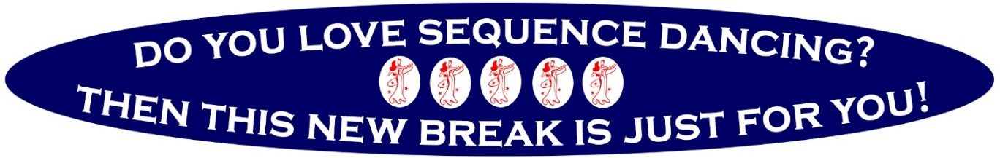 DO YOU LOVE SEQUENCE DANCING?
THEN THIS NEW BREAK IS JUST FOR YOU!